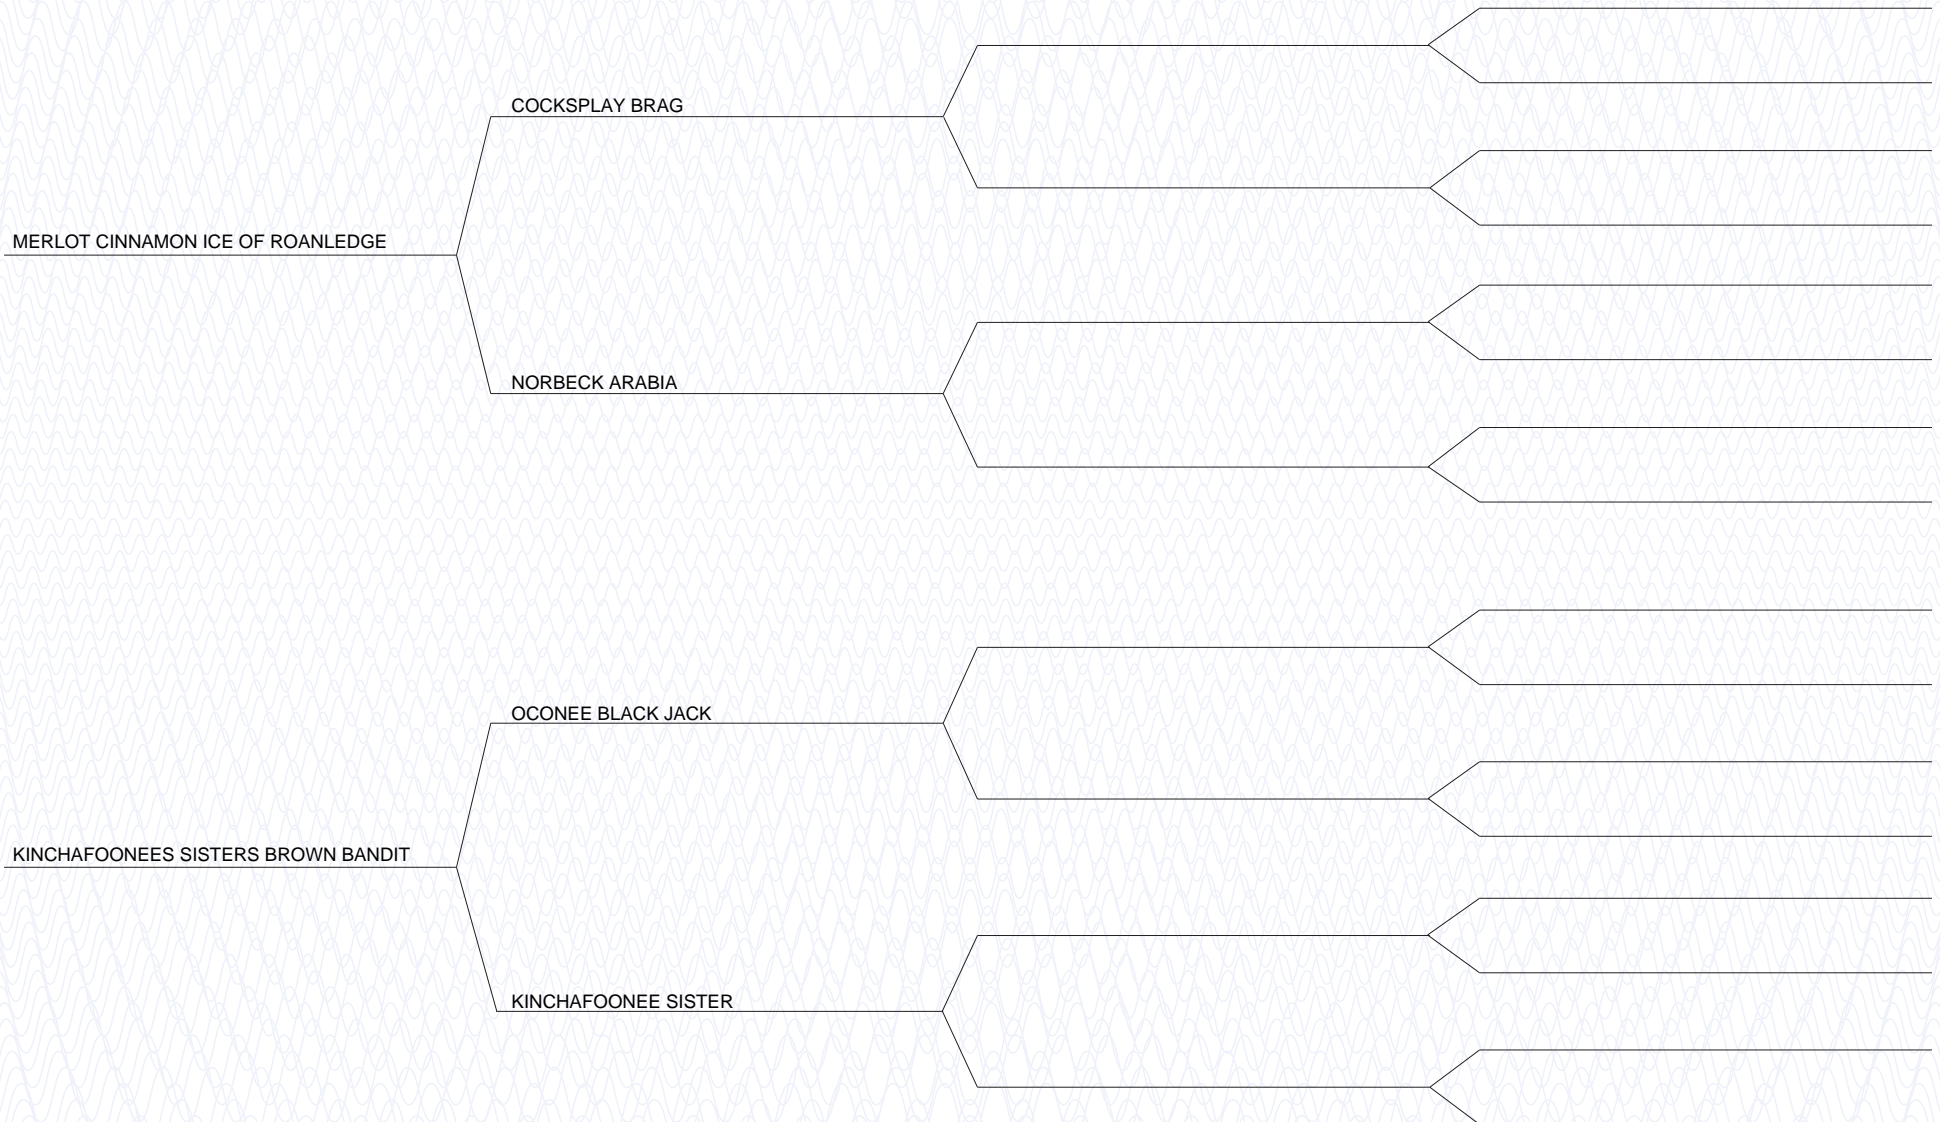 COCKSPLAY BRAG
MERLOT CINNAMON ICE OF ROANLEDGE
NORBECK ARABIA
OCONEE BLACK JACK
KINCHAFOONEES SISTERS BROWN BANDIT
KINCHAFOONEE SISTER